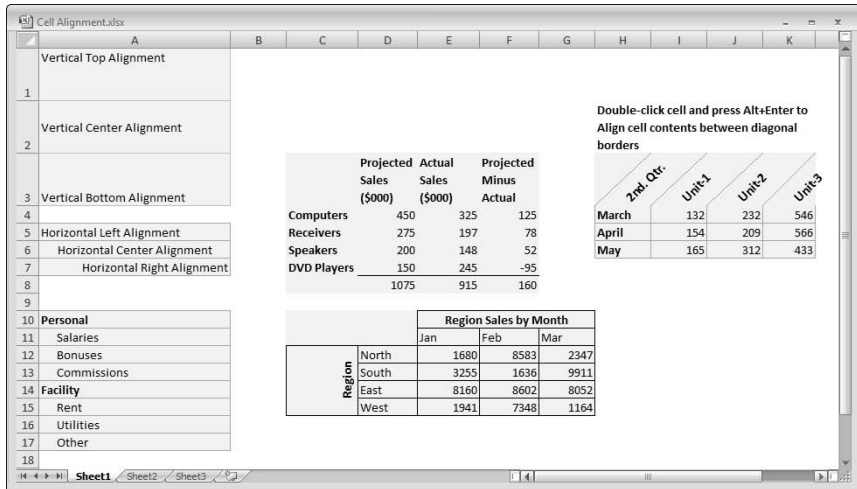 Cell Alignment.xlsx
A B C D E F G H I J K
1 Vertical Top Alignment
2 Vertical Center Alignment
Double-click cell and press Alt+Enter to
Align cell contents between diagonal
borders
3 Vertical Bottom Alignment
Projected Actual Projected
Sales Sales Minus
($000) ($000) Actual
2nd. Qtr. Unit-1 Unit-2 Unit-3
4 Computers 450 325 125 March 132 232 546
5 Horizontal Left Alignment Receivers 275 197 78 April 154 209 566
6 Horizontal Center Alignment Speakers 200 148 52 May 165 312 433
7 Horizontal Right Alignment DVD Players 150 245 -95
8 1075 915 160
9
10 Personal Region Sales by Month
11 Salaries Jan Feb Mar
12 Bonuses North 1680 8583 2347
13 Commissions Region South 3255 1636 9911
14 Facility East 8160 8602 8052
15 Rent West 1941 7348 1164
16 Utilities
17 Other
18
Sheet1 Sheet2 Sheet3